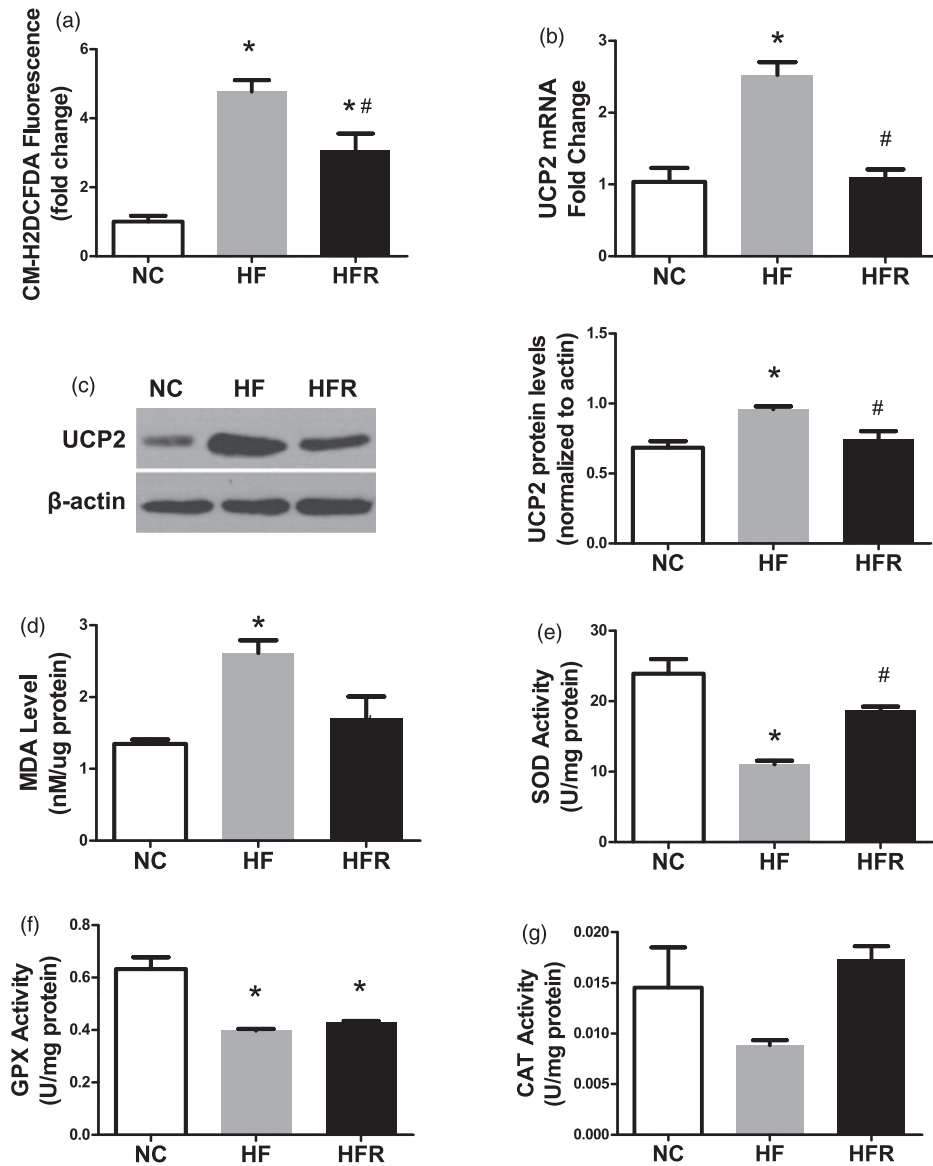 (a)
CM-H2DCFDA Fluorescence
(fold change)
6
4
2
0
*
* #
NC HF HFR
(b)
UCP2 mRNA
Fold Change
3
2
1
0
*
#
NC HF HFR
(c)
NC HF HFR
UCP2
β-actin
UCP2 protein levels
(normalized to actin)
1.5
1.0
0.5
0.0
*
#
NC HF HFR
(d)
MDA Level
(nM/ug protein)
3
2
1
0
*
NC HF HFR
(e)
SOD Activity
(U/mg protein)
30
20
10
0
*
#
NC HF HFR
(f)
GPX Activity
(U/mg protein)
0.8
0.6
0.4
0.2
0.0
* *
NC HF HFR
(g)
CAT Activity
(U/mg protein)
0.020
0.015
0.010
0.005
0.000
NC HF HFR